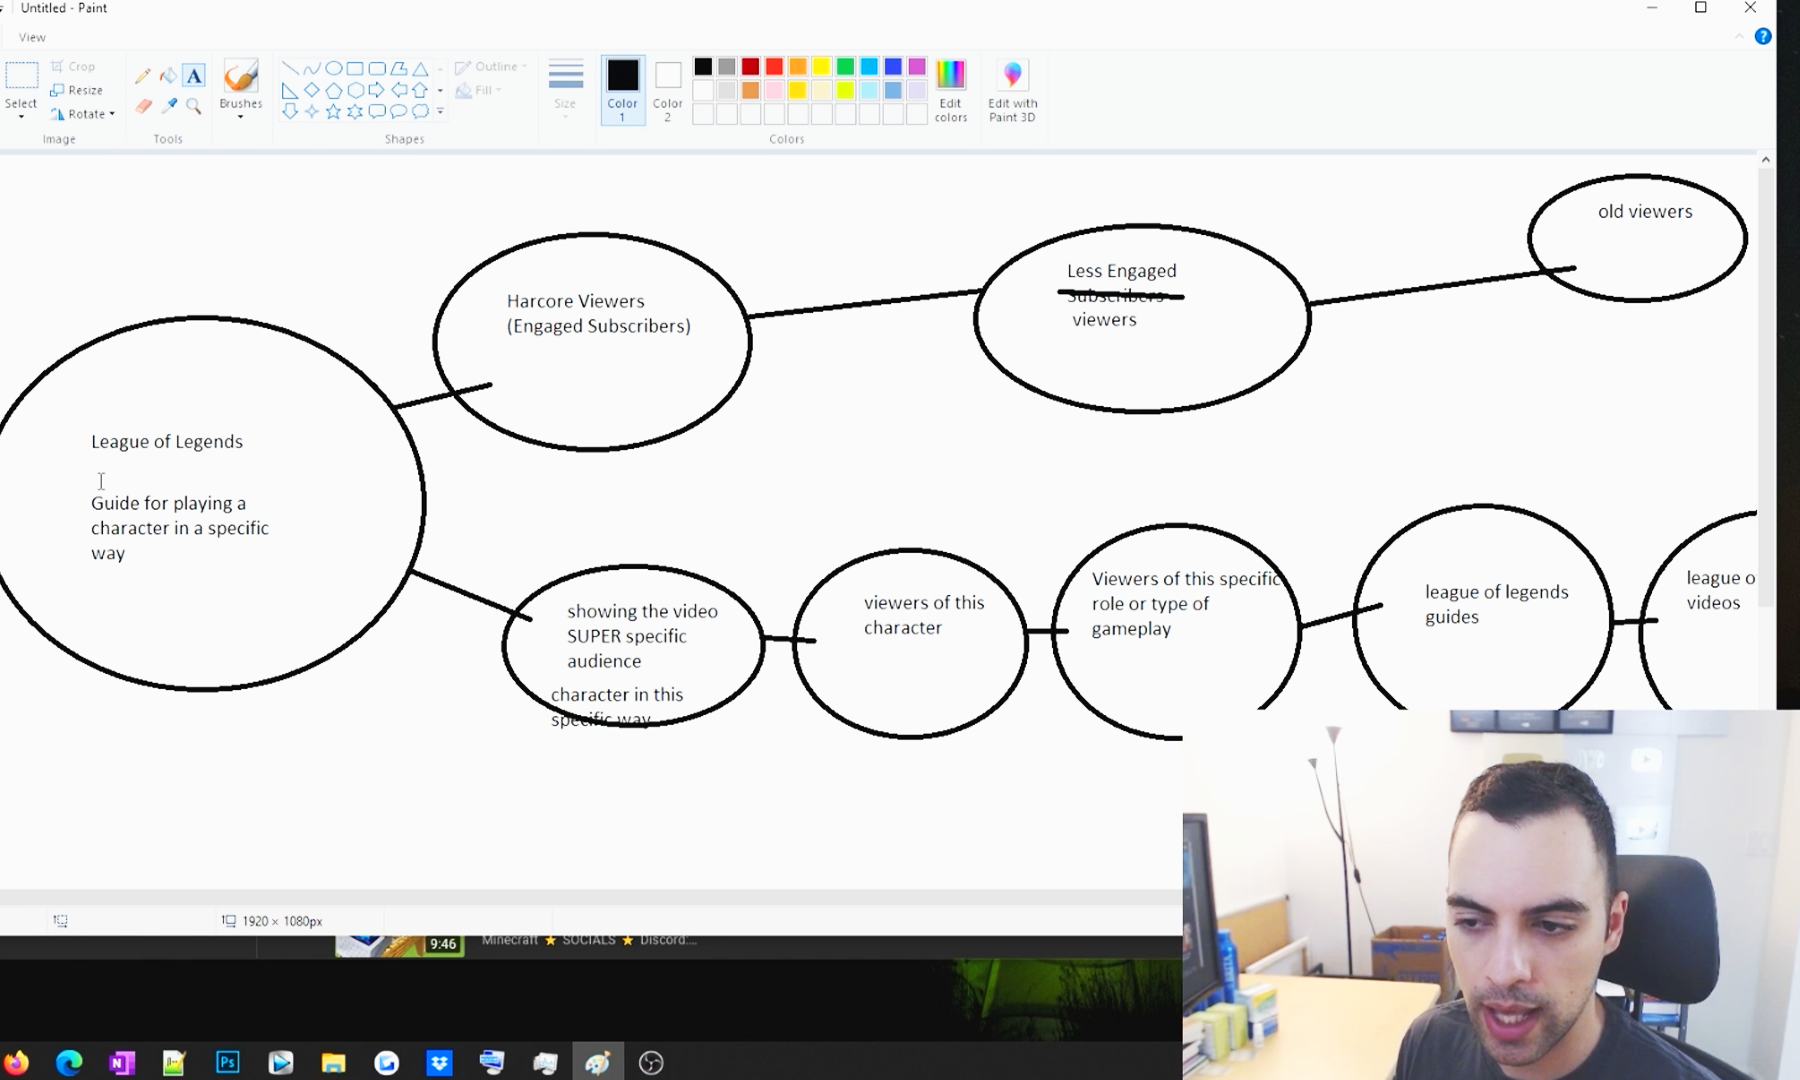 Untitled - Paint
View
Select
Crop
Resize
Rotate
Image
Tools
Brushes
Shapes
Outline
Fill
Size
Color
1
Color
2
Edit
colors
Colors
Edit with
Paint 3D
old viewers
Harcore Viewers
(Engaged Subscribers)
Less Engaged
Subscribers
viewers
League of Legends
Guide for playing a
character in a specific
way
showing the video
SUPER specific
audience
character in this
specific way
viewers of this
character
Viewers of this specific
role or type of
gameplay
league of legends
guides
league o
videos
1920 × 1080px
9:46
Minecraft ★ SOCIALS ★ Discord:...
N
Ps